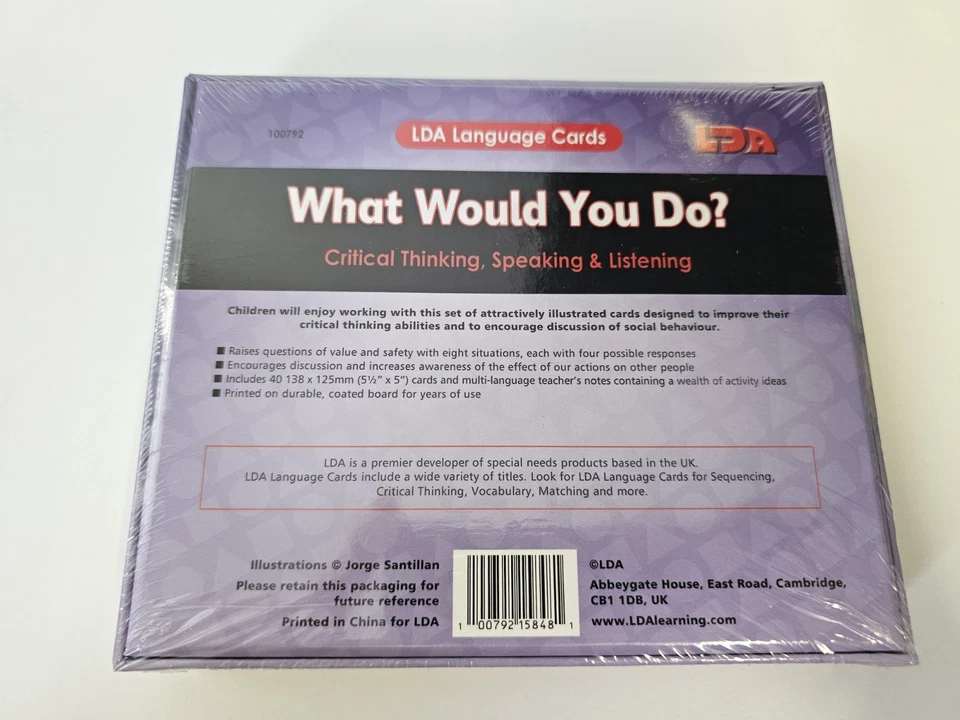 100792
LDA Language Cards
LDA
What Would You Do?
Critical Thinking, Speaking & Listening
Children will enjoy working with this set of attractively illustrated cards designed to improve their
critical thinking abilities and to encourage discussion of social behaviour.
■ Raises questions of value and safety with eight situations, each with four possible responses
■ Encourages discussion and increases awareness of the effect of our actions on other people
■ Includes 40 138 x 125mm (5½" x 5") cards and multi-language teacher's notes containing a wealth of activity ideas
■ Printed on durable, coated board for years of use
LDA is a premier developer of special needs products based in the UK.
LDA Language Cards include a wide variety of titles. Look for LDA Language Cards for Sequencing,
Critical Thinking, Vocabulary, Matching and more.
Illustrations © Jorge Santillan
Please retain this packaging for
future reference
Printed in China for LDA
1 00792 15848 1
©LDA
Abbeygate House, East Road, Cambridge,
CB1 1DB, UK
www.LDAlearning.com